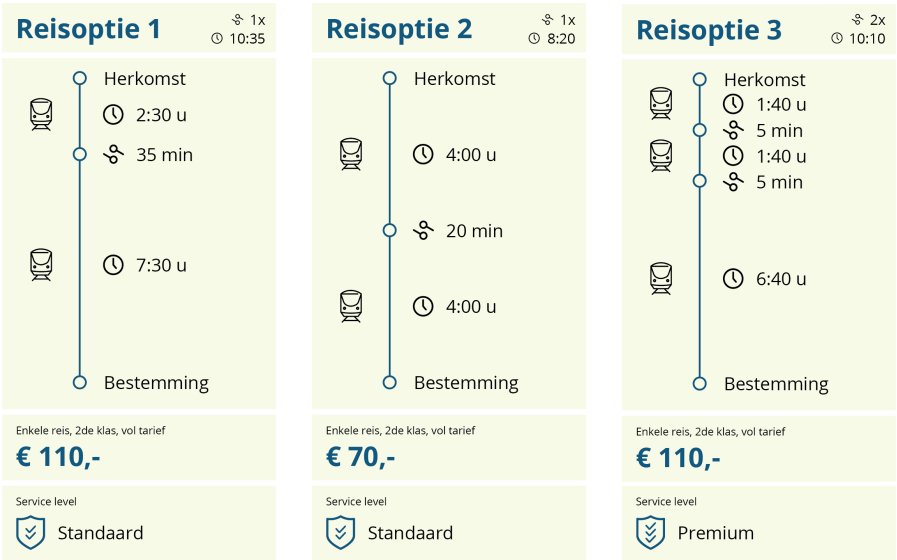 Reisoptie 1
1x
10:35
Herkomst
2:30 u
35 min
7:30 u
Bestemming
Enkele reis, 2de klas, vol tarief
€ 110,-
Service level
Standaard
Reisoptie 2
1x
8:20
Herkomst
4:00 u
20 min
4:00 u
Bestemming
Enkele reis, 2de klas, vol tarief
€ 70,-
Service level
Standaard
Reisoptie 3
2x
10:10
Herkomst
1:40 u
5 min
1:40 u
5 min
6:40 u
Bestemming
Enkele reis, 2de klas, vol tarief
€ 110,-
Service level
Premium